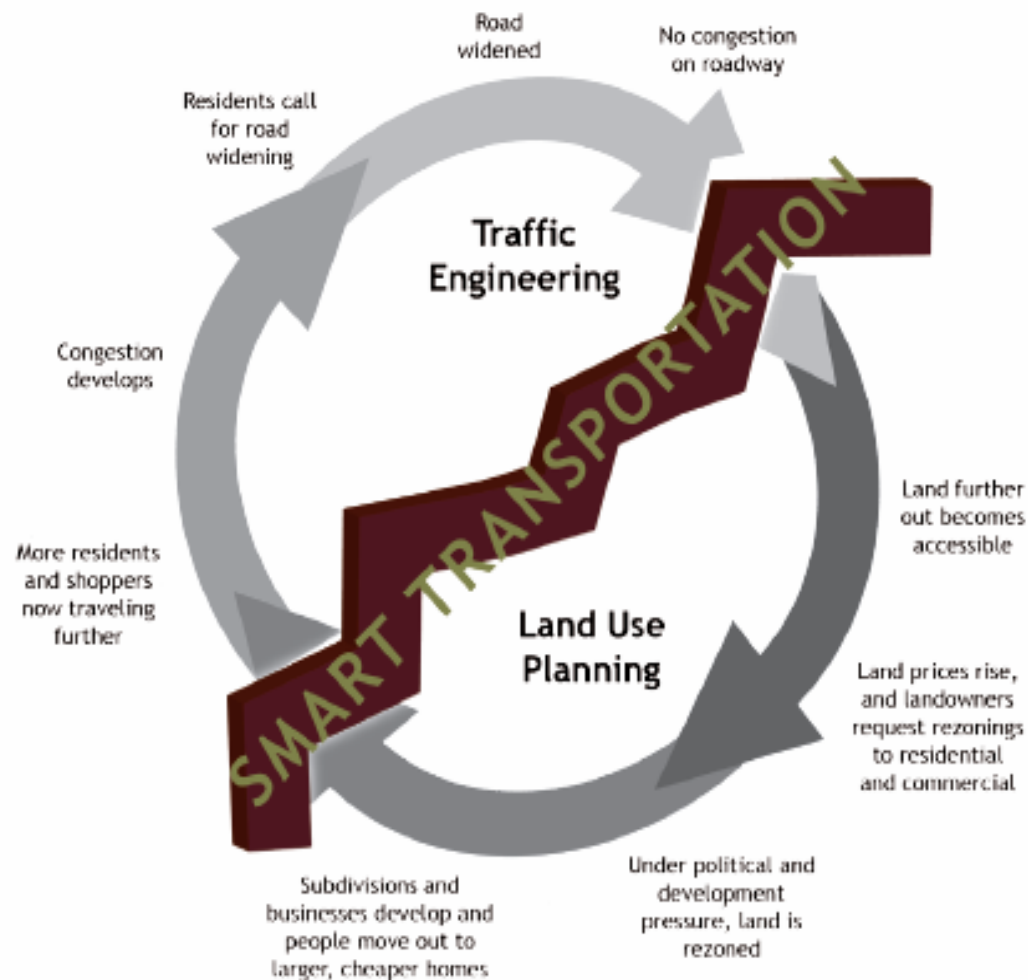 Road
widened
No congestion
on roadway
Residents call
for road
widening
Traffic
Engineering
Congestion
develops
SMART TRANSPORTATION
Land further
out becomes
accessible
More residents
and shoppers
now traveling
further
Land Use
Planning
Land prices rise,
and landowners
request rezonings
to residential
and commercial
Under political and
development
pressure, land is
rezoned
Subdivisions and
businesses develop and
people move out to
larger, cheaper homes